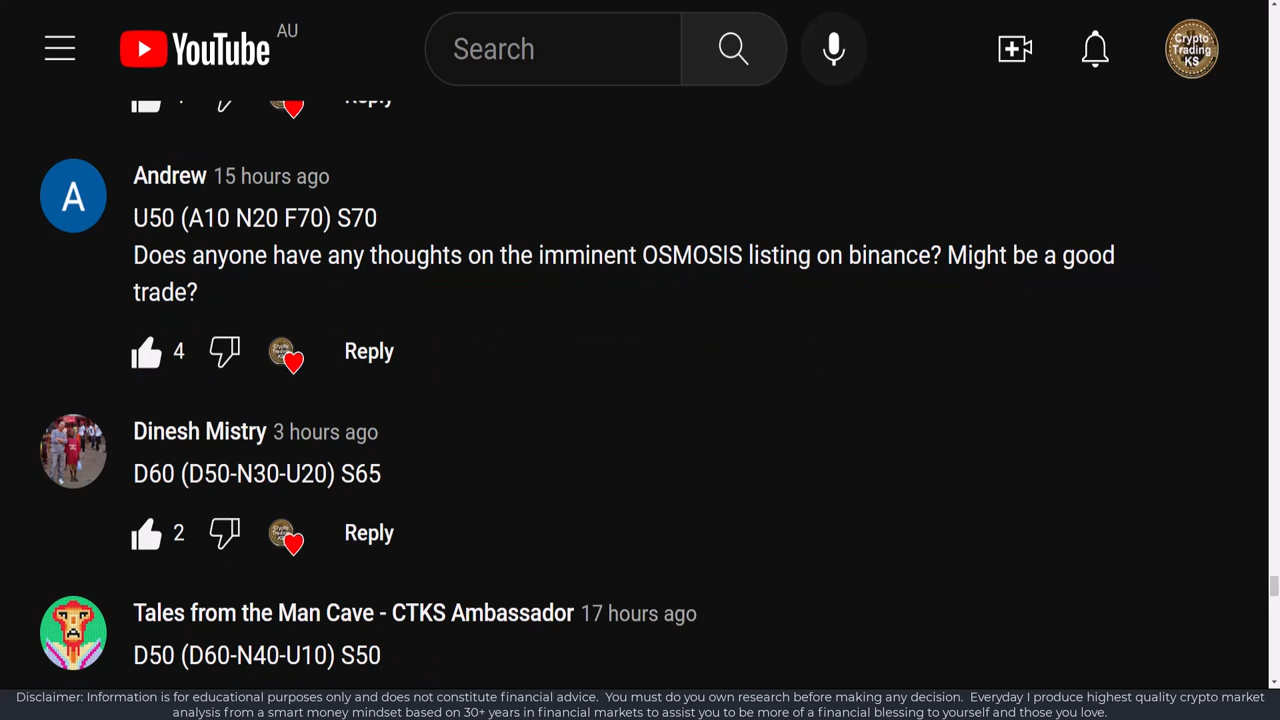 YouTube AU
Search
Crypto
Trading
KS
Reply
Andrew 15 hours ago
U50 (A10 N20 F70) S70
Does anyone have any thoughts on the imminent OSMOSIS listing on binance? Might be a good
trade?
4 Reply
Dinesh Mistry 3 hours ago
D60 (D50-N30-U20) S65
2 Reply
Tales from the Man Cave - CTKS Ambassador 17 hours ago
D50 (D60-N40-U10) S50
Disclaimer: Information is for educational purposes only and does not constitute financial advice. You must do you own research before making any decision. Everyday I produce highest quality crypto market
analysis from a smart money mindset based on 30+ years in financial markets to assist you to be more of a financial blessing to yourself and those you love.